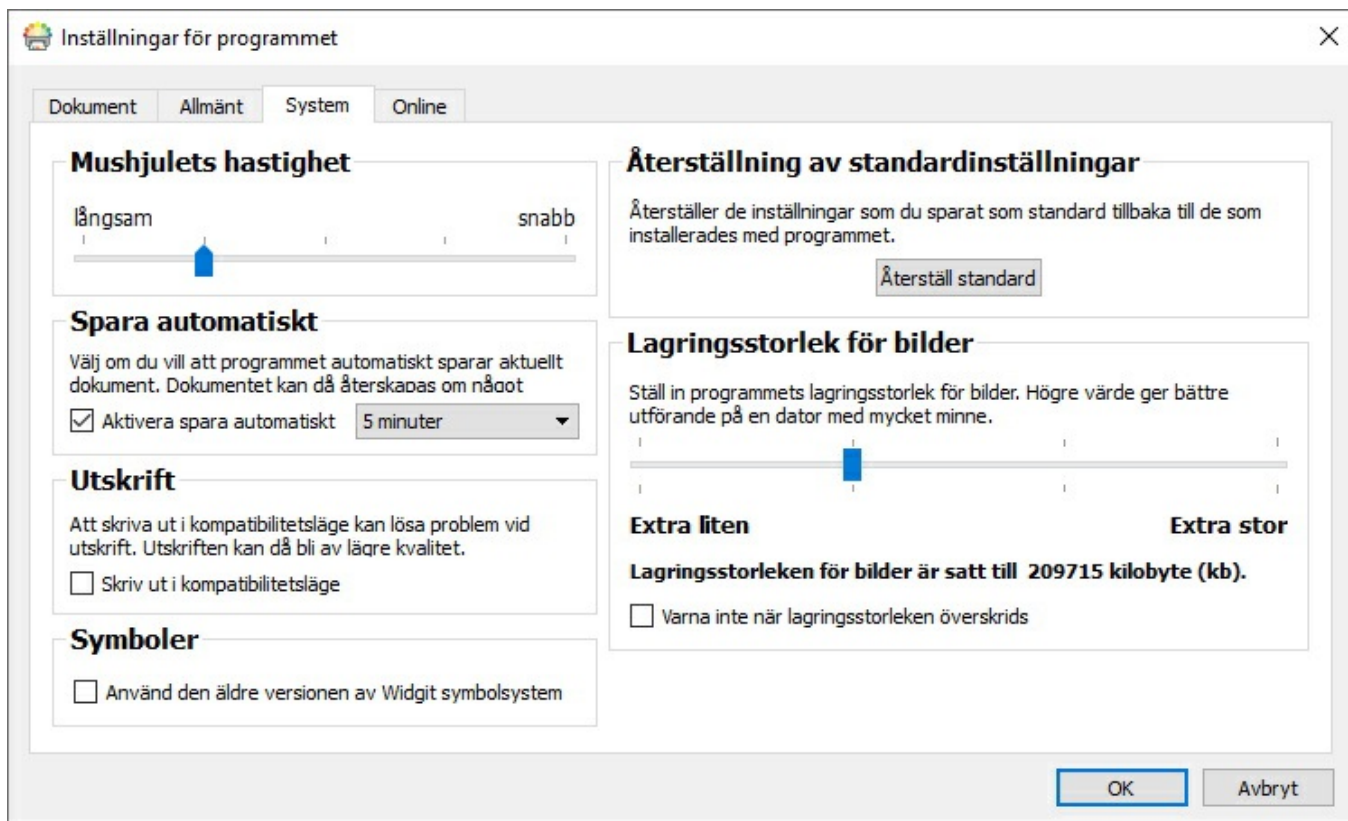 Inställningar för programmet
Dokument
Allmänt
System
Online
Mushjulets hastighet
långsam
snabb
Spara automatiskt
Välj om du vill att programmet automatiskt sparar aktuellt
dokument. Dokumentet kan då återskapas om något
Aktivera spara automatiskt
5 minuter
Utskrift
Att skriva ut i kompatibilitetsläge kan lösa problem vid
utskrift. Utskriften kan då bli av lägre kvalitet.
Skriv ut i kompatibilitetsläge
Symboler
Använd den äldre versionen av Widgit symbolsystem
Återställning av standardinställningar
Återställer de inställningar som du sparat som standard tillbaka till de som
installerades med programmet.
Återställ standard
Lagringsstorlek för bilder
Ställ in programmets lagringsstorlek för bilder. Högre värde ger bättre
utförande på en dator med mycket minne.
Extra liten
Extra stor
Lagringsstorleken för bilder är satt till 209715 kilobyte (kb).
Varna inte när lagringsstorleken överskrids
OK
Avbryt